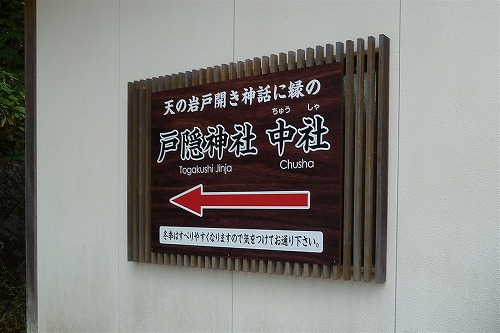 天の岩戸開き神話に縁の
ちゅう しゃ
戸隠神社 中社
Togakushi Jinja Chusha
冬季はすべりやすくなりますので気をつけてお通り下さい。